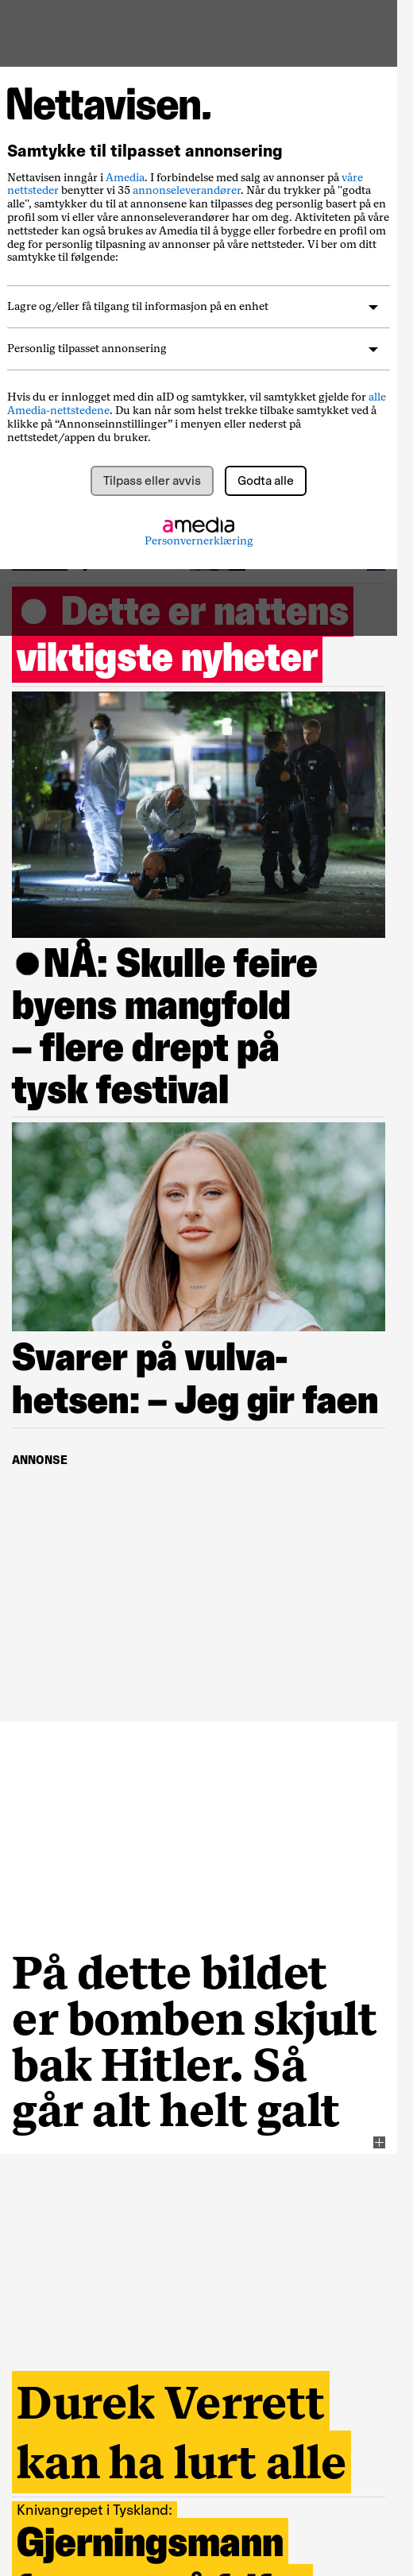 Nettavisen.
Samtykke til tilpasset annonsering
Nettavisen inngår i Amedia. I forbindelse med salg av annonser på våre
nettsteder benytter vi 35 annonseleverandører. Når du trykker på "godta
alle", samtykker du til at annonsene kan tilpasses deg personlig basert på en
profil som vi eller våre annonseleverandører har om deg. Aktiviteten på våre
nettsteder kan også brukes av Amedia til å bygge eller forbedre en profil om
deg for personlig tilpasning av annonser på våre nettsteder. Vi ber om ditt
samtykke til følgende:
Lagre og/eller få tilgang til informasjon på en enhet
Personlig tilpasset annonsering
Hvis du er innlogget med din aID og samtykker, vil samtykket gjelde for alle
Amedia-nettstedene. Du kan når som helst trekke tilbake samtykket ved å
klikke på “Annonseinnstillinger” i menyen eller nederst på
nettstedet/appen du bruker.
Tilpass eller avvis
Godta alle
amedia
Personvernerklæring
Dette er nattens
viktigste nyheter
NÅ: Skulle feire
byens mangfold
– flere drept på
tysk festival
Svarer på vulva-
hetsen: – Jeg gir faen
ANNONSE
På dette bildet
er bomben skjult
bak Hitler. Så
går alt helt galt
Durek Verrett
kan ha lurt alle
Knivangrepet i Tyskland:
Gjerningsmann